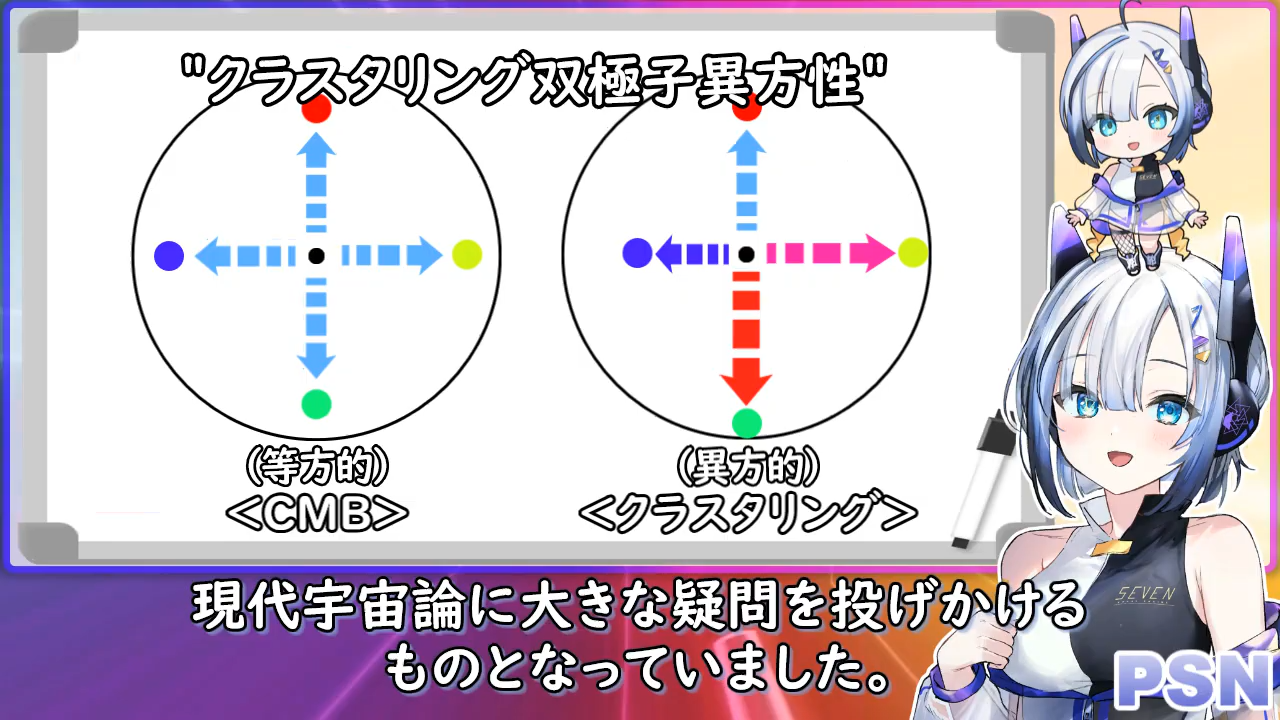 "クラスタリング双極子異方性"
(等方的)
<CMB>
(異方的)
<クラスタリング>
SEVEN
現代宇宙論に大きな疑問を投げかける
ものとなっていました。
PSN